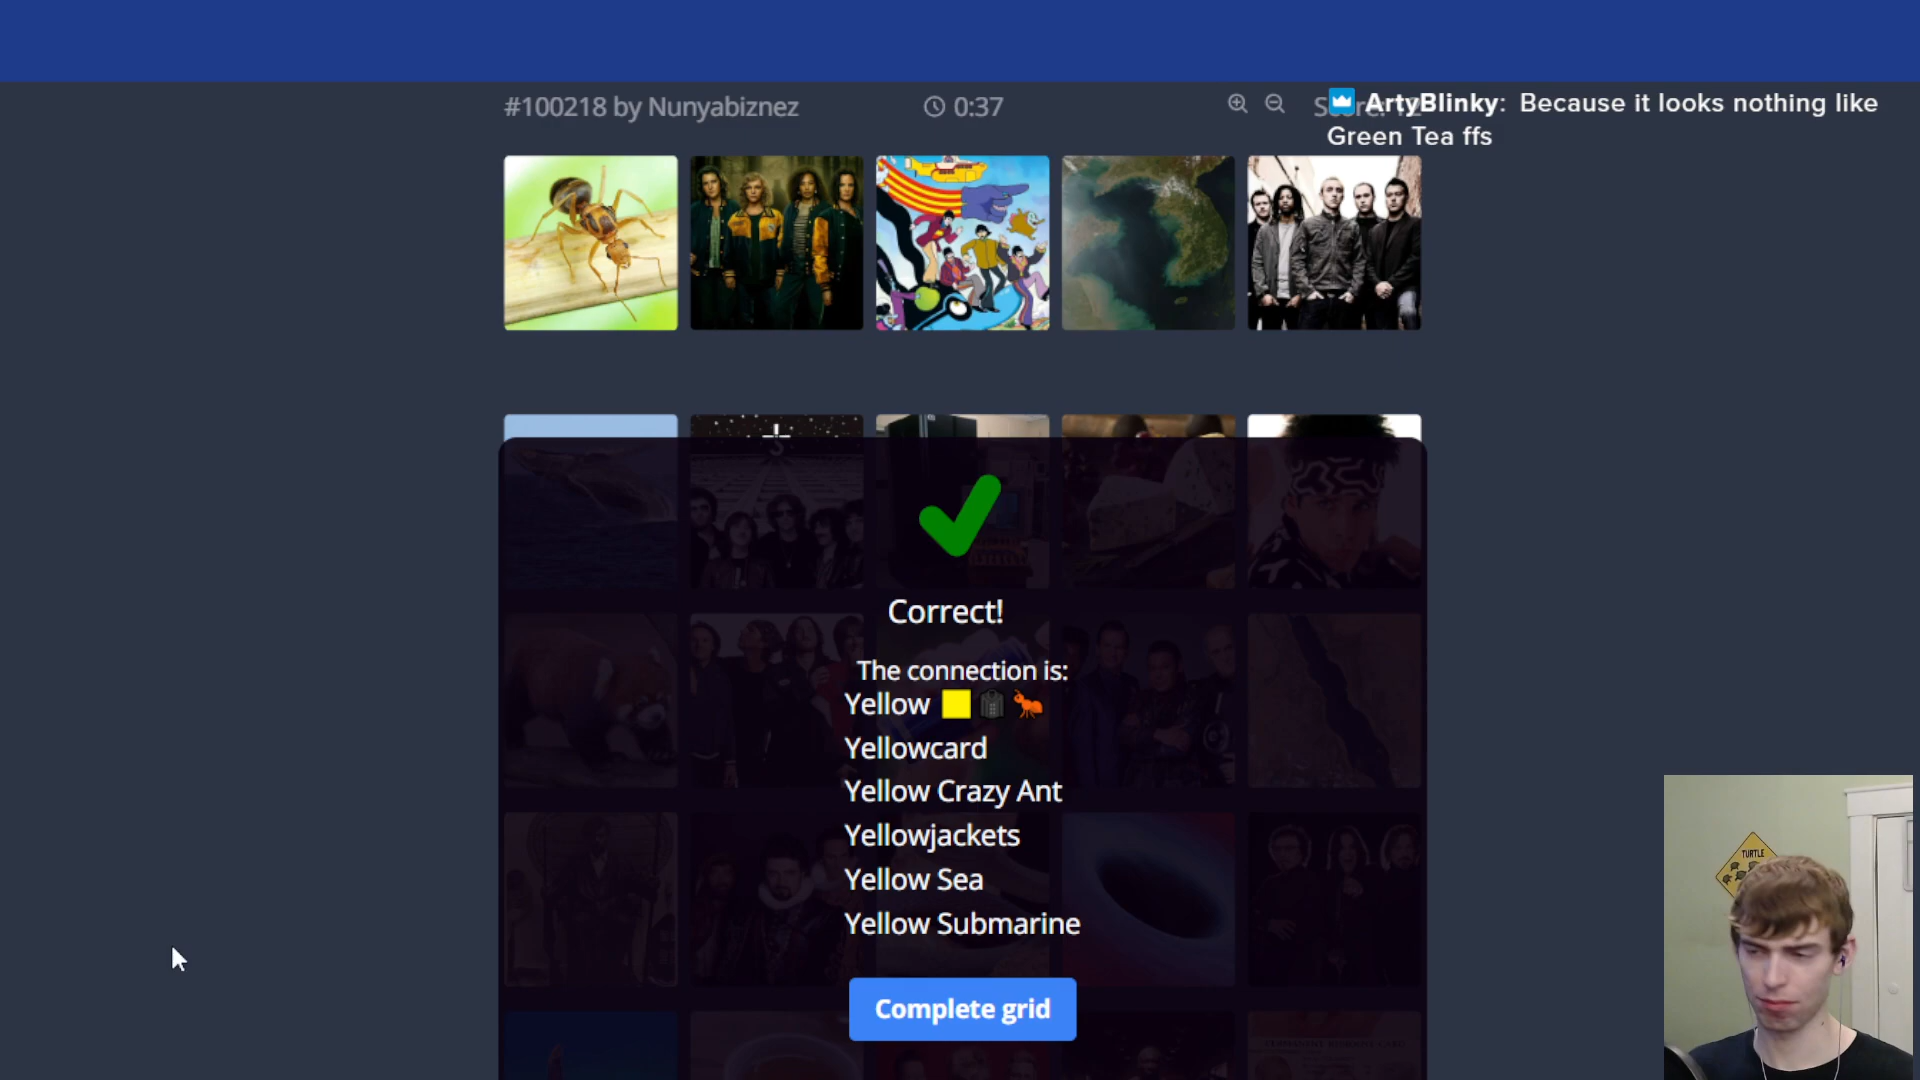 #100218 by Nunyabiznez
0:37
ArtyBlinky: Because it looks nothing like
Green Tea ffs
Correct!
The connection is:
Yellow
Yellowcard
Yellow Crazy Ant
Yellowjackets
Yellow Sea
Yellow Submarine
Complete grid
TURTLE